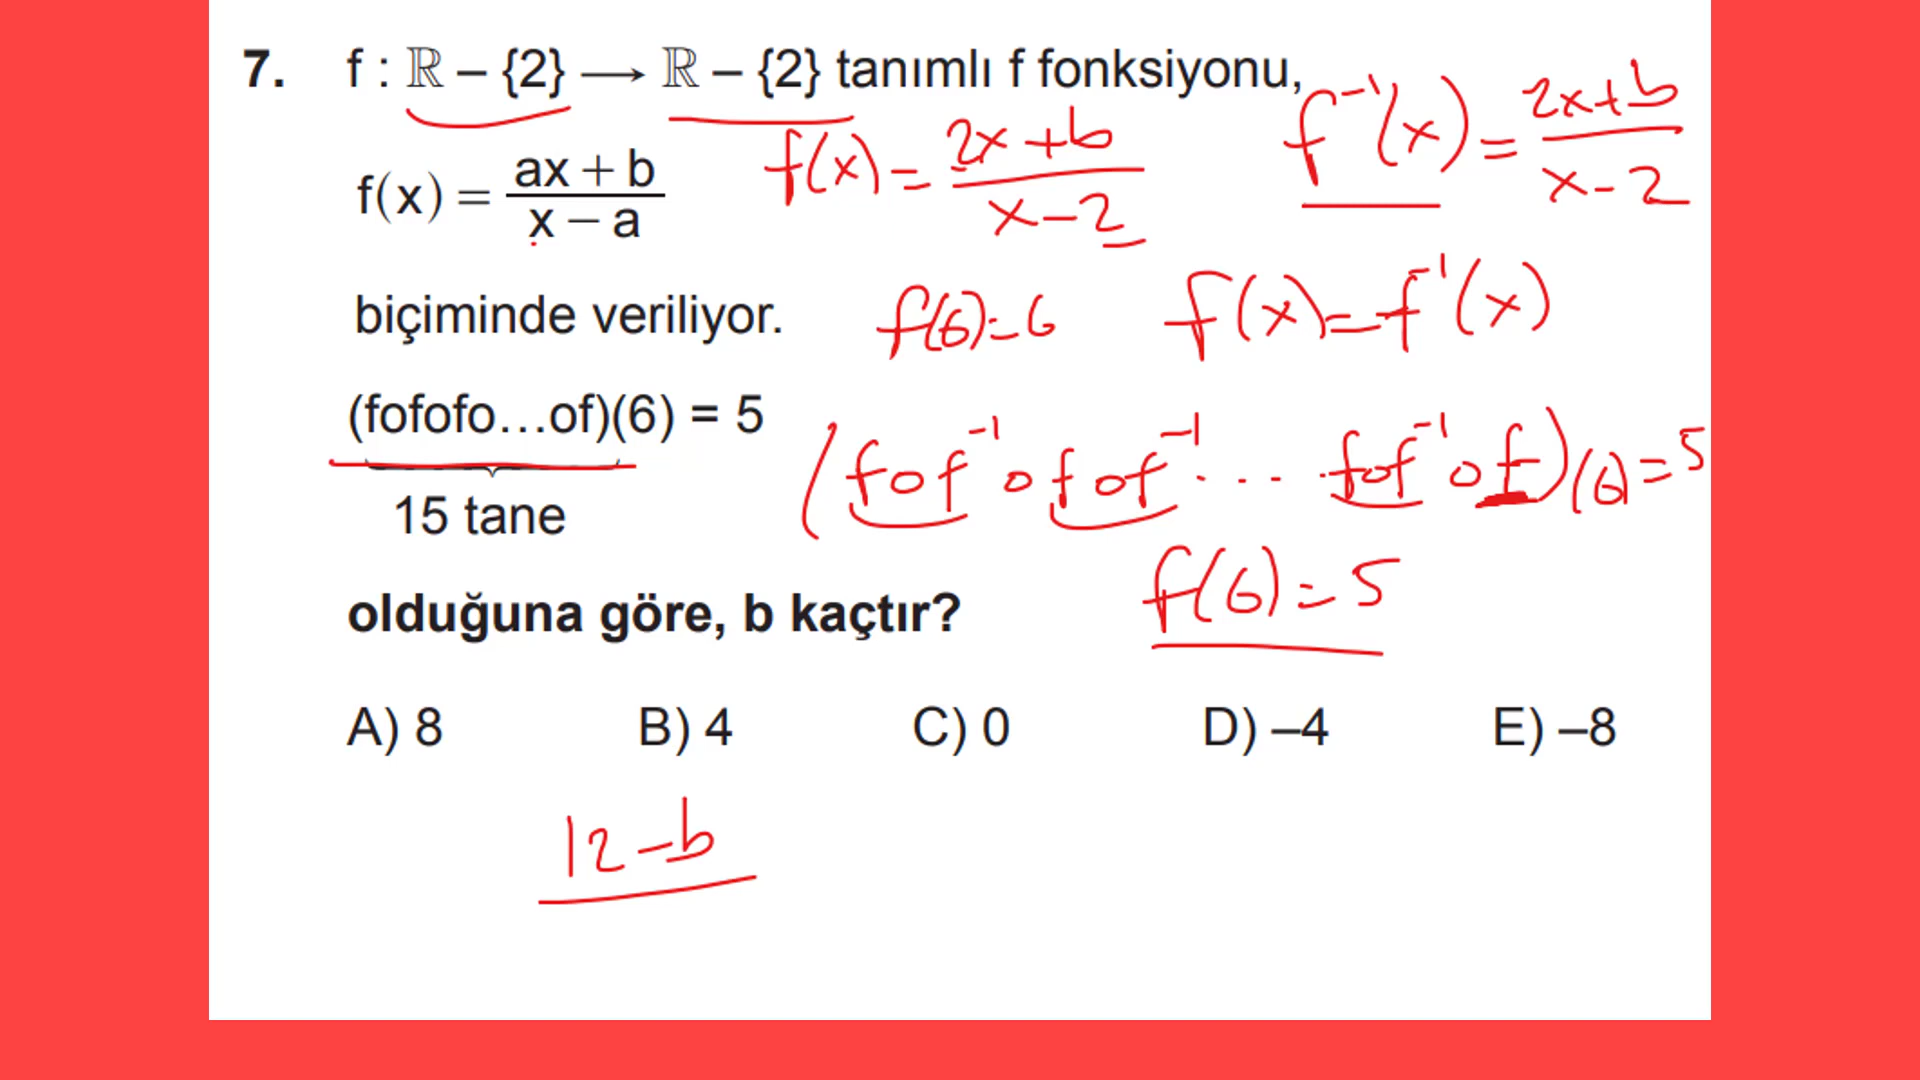 7. f : ℝ – {2} → ℝ – {2} tanımlı f fonksiyonu,
f(x) = (ax + b)/(x – a)
f(x) = (2x + b)/(x – 2)
f⁻¹(x) = (2x + b)/(x – 2)
biçiminde veriliyor.
f(6) = 6
f(x) = f⁻¹(x)
(fofofo...of)(6) = 5
15 tane
(fof⁻¹ofof⁻¹... .fof⁻¹of)(6) = 5
f(6) = 5
olduğuna göre, b kaçtır?
A) 8 B) 4 C) 0 D) –4 E) –8
12 – b